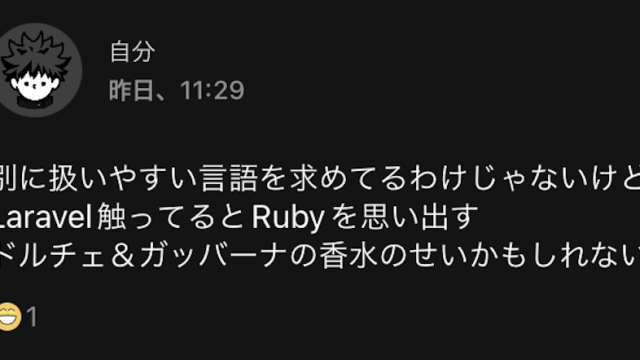 自分
昨日、11:29
別に扱いやすい言語を求めてるわけじゃないけど
Laravel触ってるとRubyを思い出す
ドルチェ＆ガッバーナの香水のせいかもしれない
1